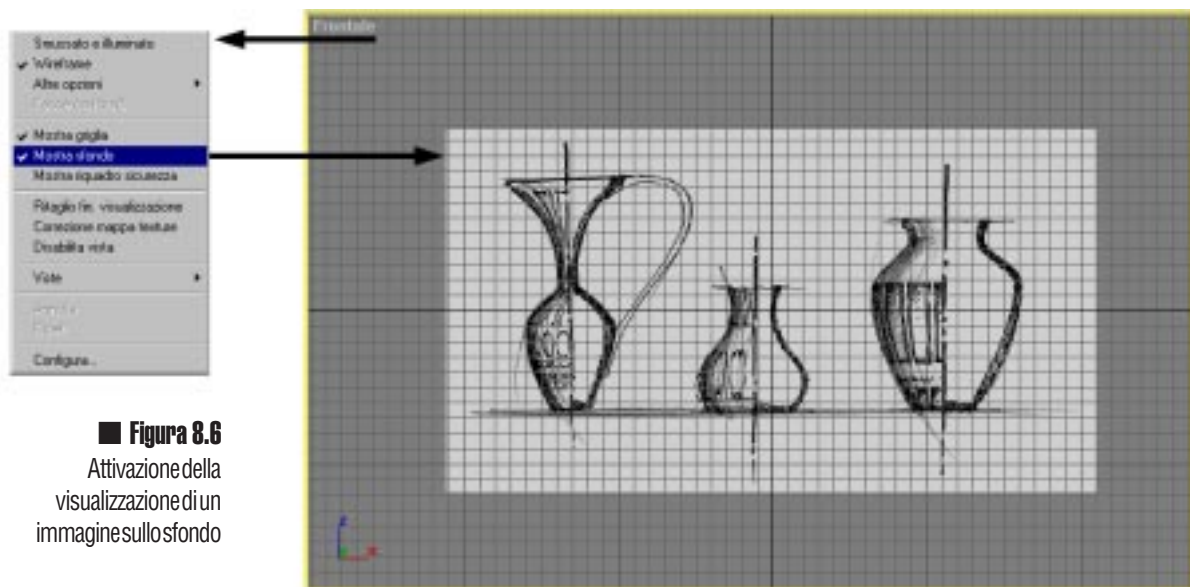 Frontale
Smussato e illuminato
Wireframe
Altre opzioni
Mostra griglia
Mostra sfondo
Mostra riquadro sicurezza
Ritaglio fin. visualizzazione
Correzione mappa texture
Disabilita vista
Viste
Configura...
Figura 8.6
Attivazione della
visualizzazione di un
immagine sullo sfondo
z
x